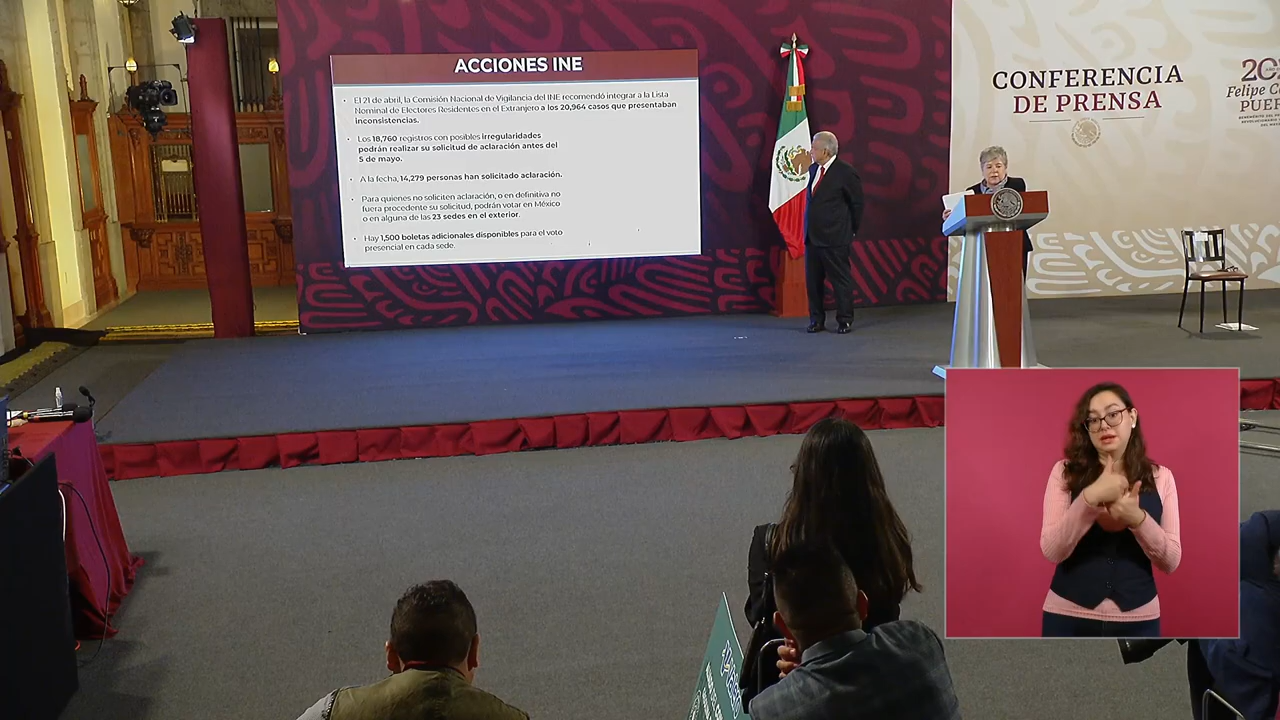 ACCIONES INE
• El 21 de abril, la Comisión Nacional de Vigilancia del INE recomendó integrar a la Lista
Nominal de Electores Residentes en el Extranjero a los 20,964 casos que presentaban
inconsistencias.
• Los 18,760 registros con posibles irregularidades
podrán realizar su solicitud de aclaración antes del
5 de mayo.
• A la fecha, 14,279 personas han solicitado aclaración.
• Para quienes no soliciten aclaración, o en definitiva no
fuera procedente su solicitud, podrán votar en México
o en alguna de las 23 sedes en el exterior.
• Hay 1,500 boletas adicionales disponibles para el voto
presencial en cada sede.
CONFERENCIA
DE PRENSA
Felipe